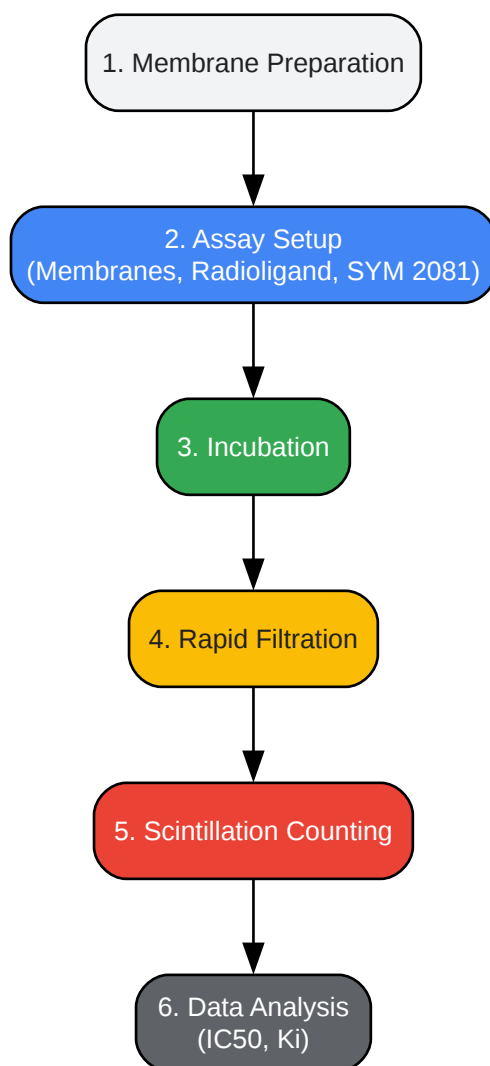 1. Membrane Preparation
2. Assay Setup
(Membranes, Radioligand, SYM 2081)
3. Incubation
4. Rapid Filtration
5. Scintillation Counting
6. Data Analysis
(IC50, Ki)